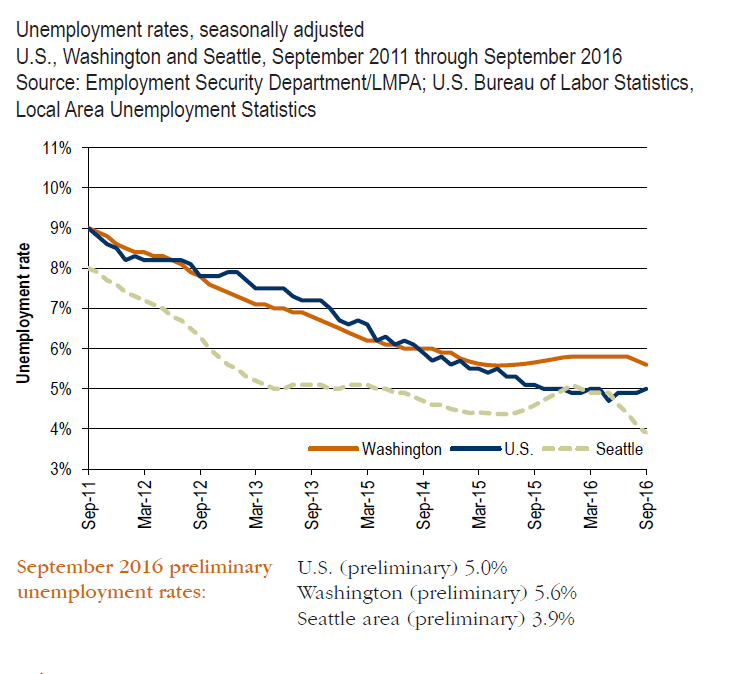 Unemployment rates, seasonally adjusted
U.S., Washington and Seattle, September 2011 through September 2016
Source: Employment Security Department/LMPA; U.S. Bureau of Labor Statistics,
Local Area Unemployment Statistics
11%
10%
9%
8%
7%
6%
5%
4%
3%
Unemployment rate
Washington
U.S.
Seattle
Sep-11
Mar-12
Sep-12
Mar-13
Sep-13
Mar-15
Sep-14
Mar-15
Sep-15
Mar-16
Sep-16
September 2016 preliminary
unemployment rates:
U.S. (preliminary) 5.0%
Washington (preliminary) 5.6%
Seattle area (preliminary) 3.9%